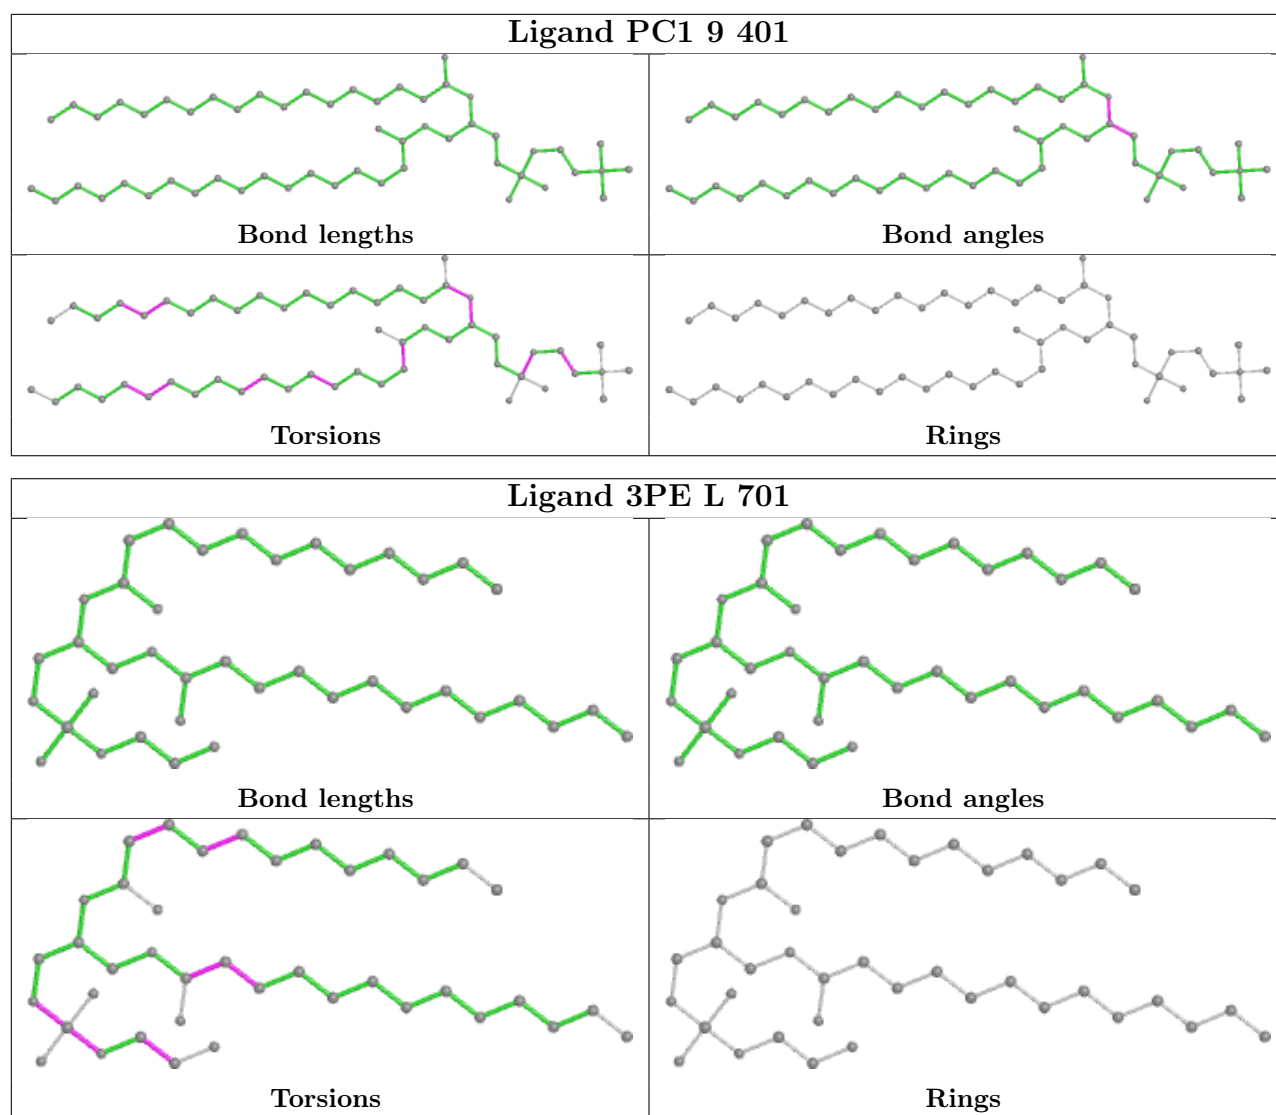 Ligand PC1 9 401
Bond lengths
Bond angles
Torsions
Rings
Ligand 3PE L 701
Bond lengths
Bond angles
Torsions
Rings